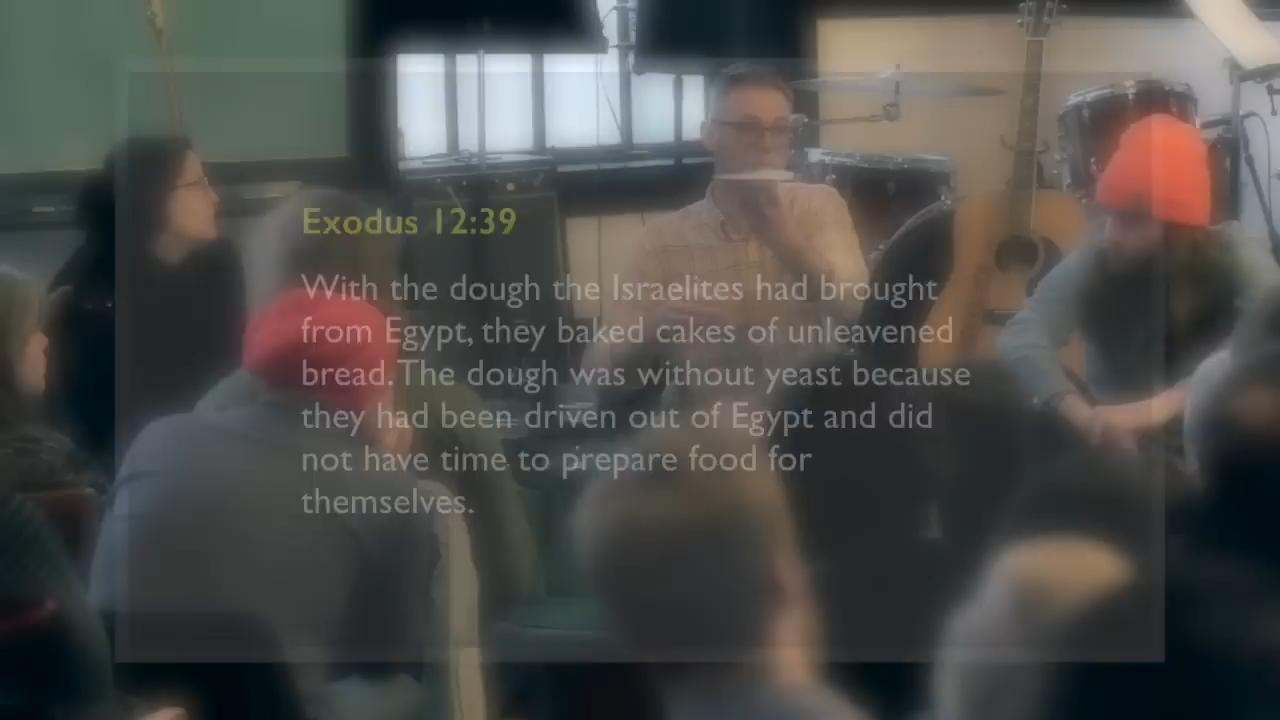 Exodus 12:39
With the dough the Israelites had brought
from Egypt, they baked cakes of unleavened
bread. The dough was without yeast because
they had been driven out of Egypt and did
not have time to prepare food for
themselves.